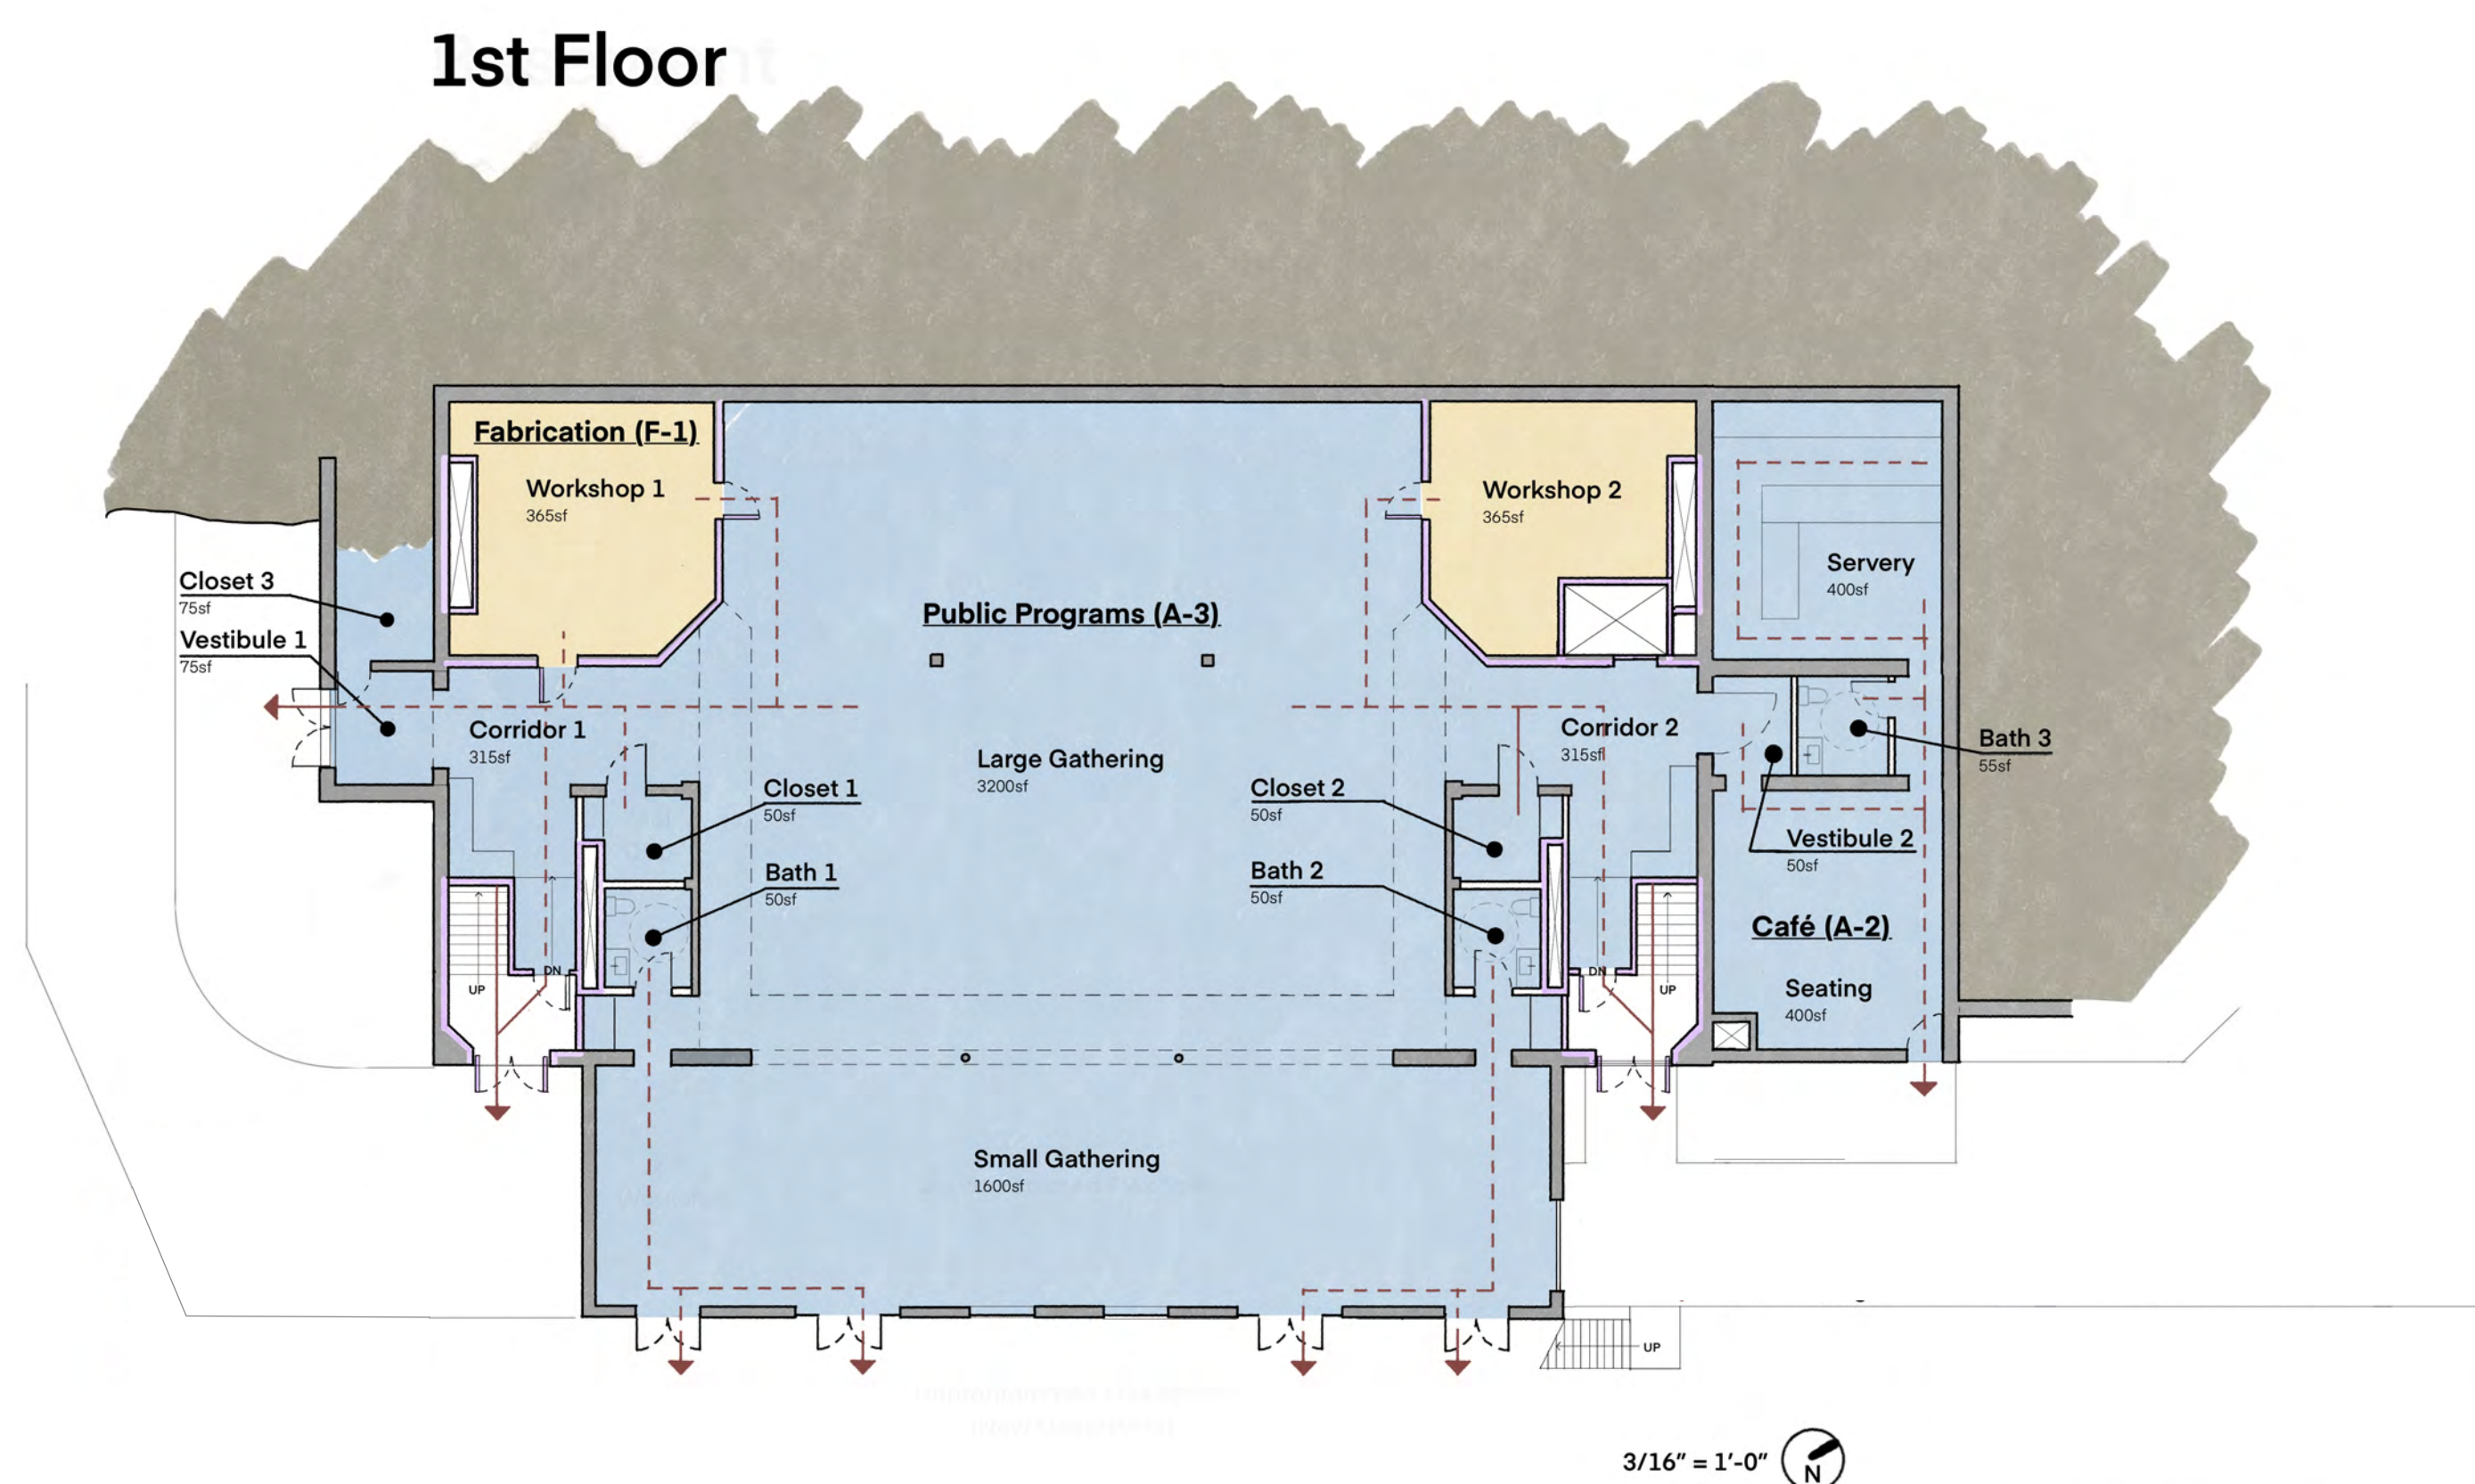 1st Floor
Fabrication (F-1)
Workshop 1
365sf
Workshop 2
365sf
Servery
400sf
Closet 3
75sf
Vestibule 1
75sf
Public Programs (A-3)
Corridor 1
315sf
Large Gathering
3200sf
Corridor 2
315sf
Bath 3
55sf
Closet 1
50sf
Closet 2
50sf
Vestibule 2
50sf
Bath 1
50sf
Bath 2
50sf
Café (A-2)
DN
UP
DN
UP
Seating
400sf
Small Gathering
1600sf
UP
3/16” = 1’-0”
N